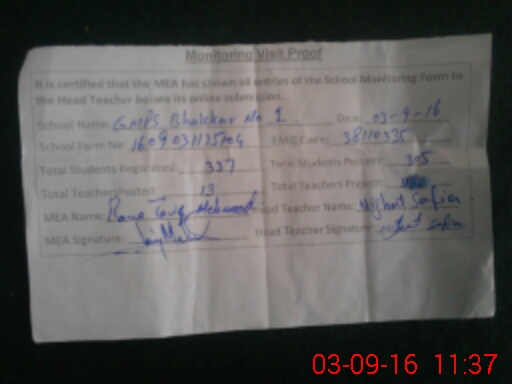 Monitoring Visit Proof
It is certified that the MEA has shown all entries of the School Monitoring Form to
the Head Teacher before its online submission.
School Name: GMPS Bhalekar No. 1 Date: 03-9-16
School Form No: EMIS Code: 38110335
Total Students Registered: 337 Total Students Present: 305
Total Teachers Posted: 13 Total Teachers Present:
MEA Name: Rana Mehmood Head Teacher Name: Nighat Safia
MEA Signature: Head Teacher Signature:
03-09-16 11:37